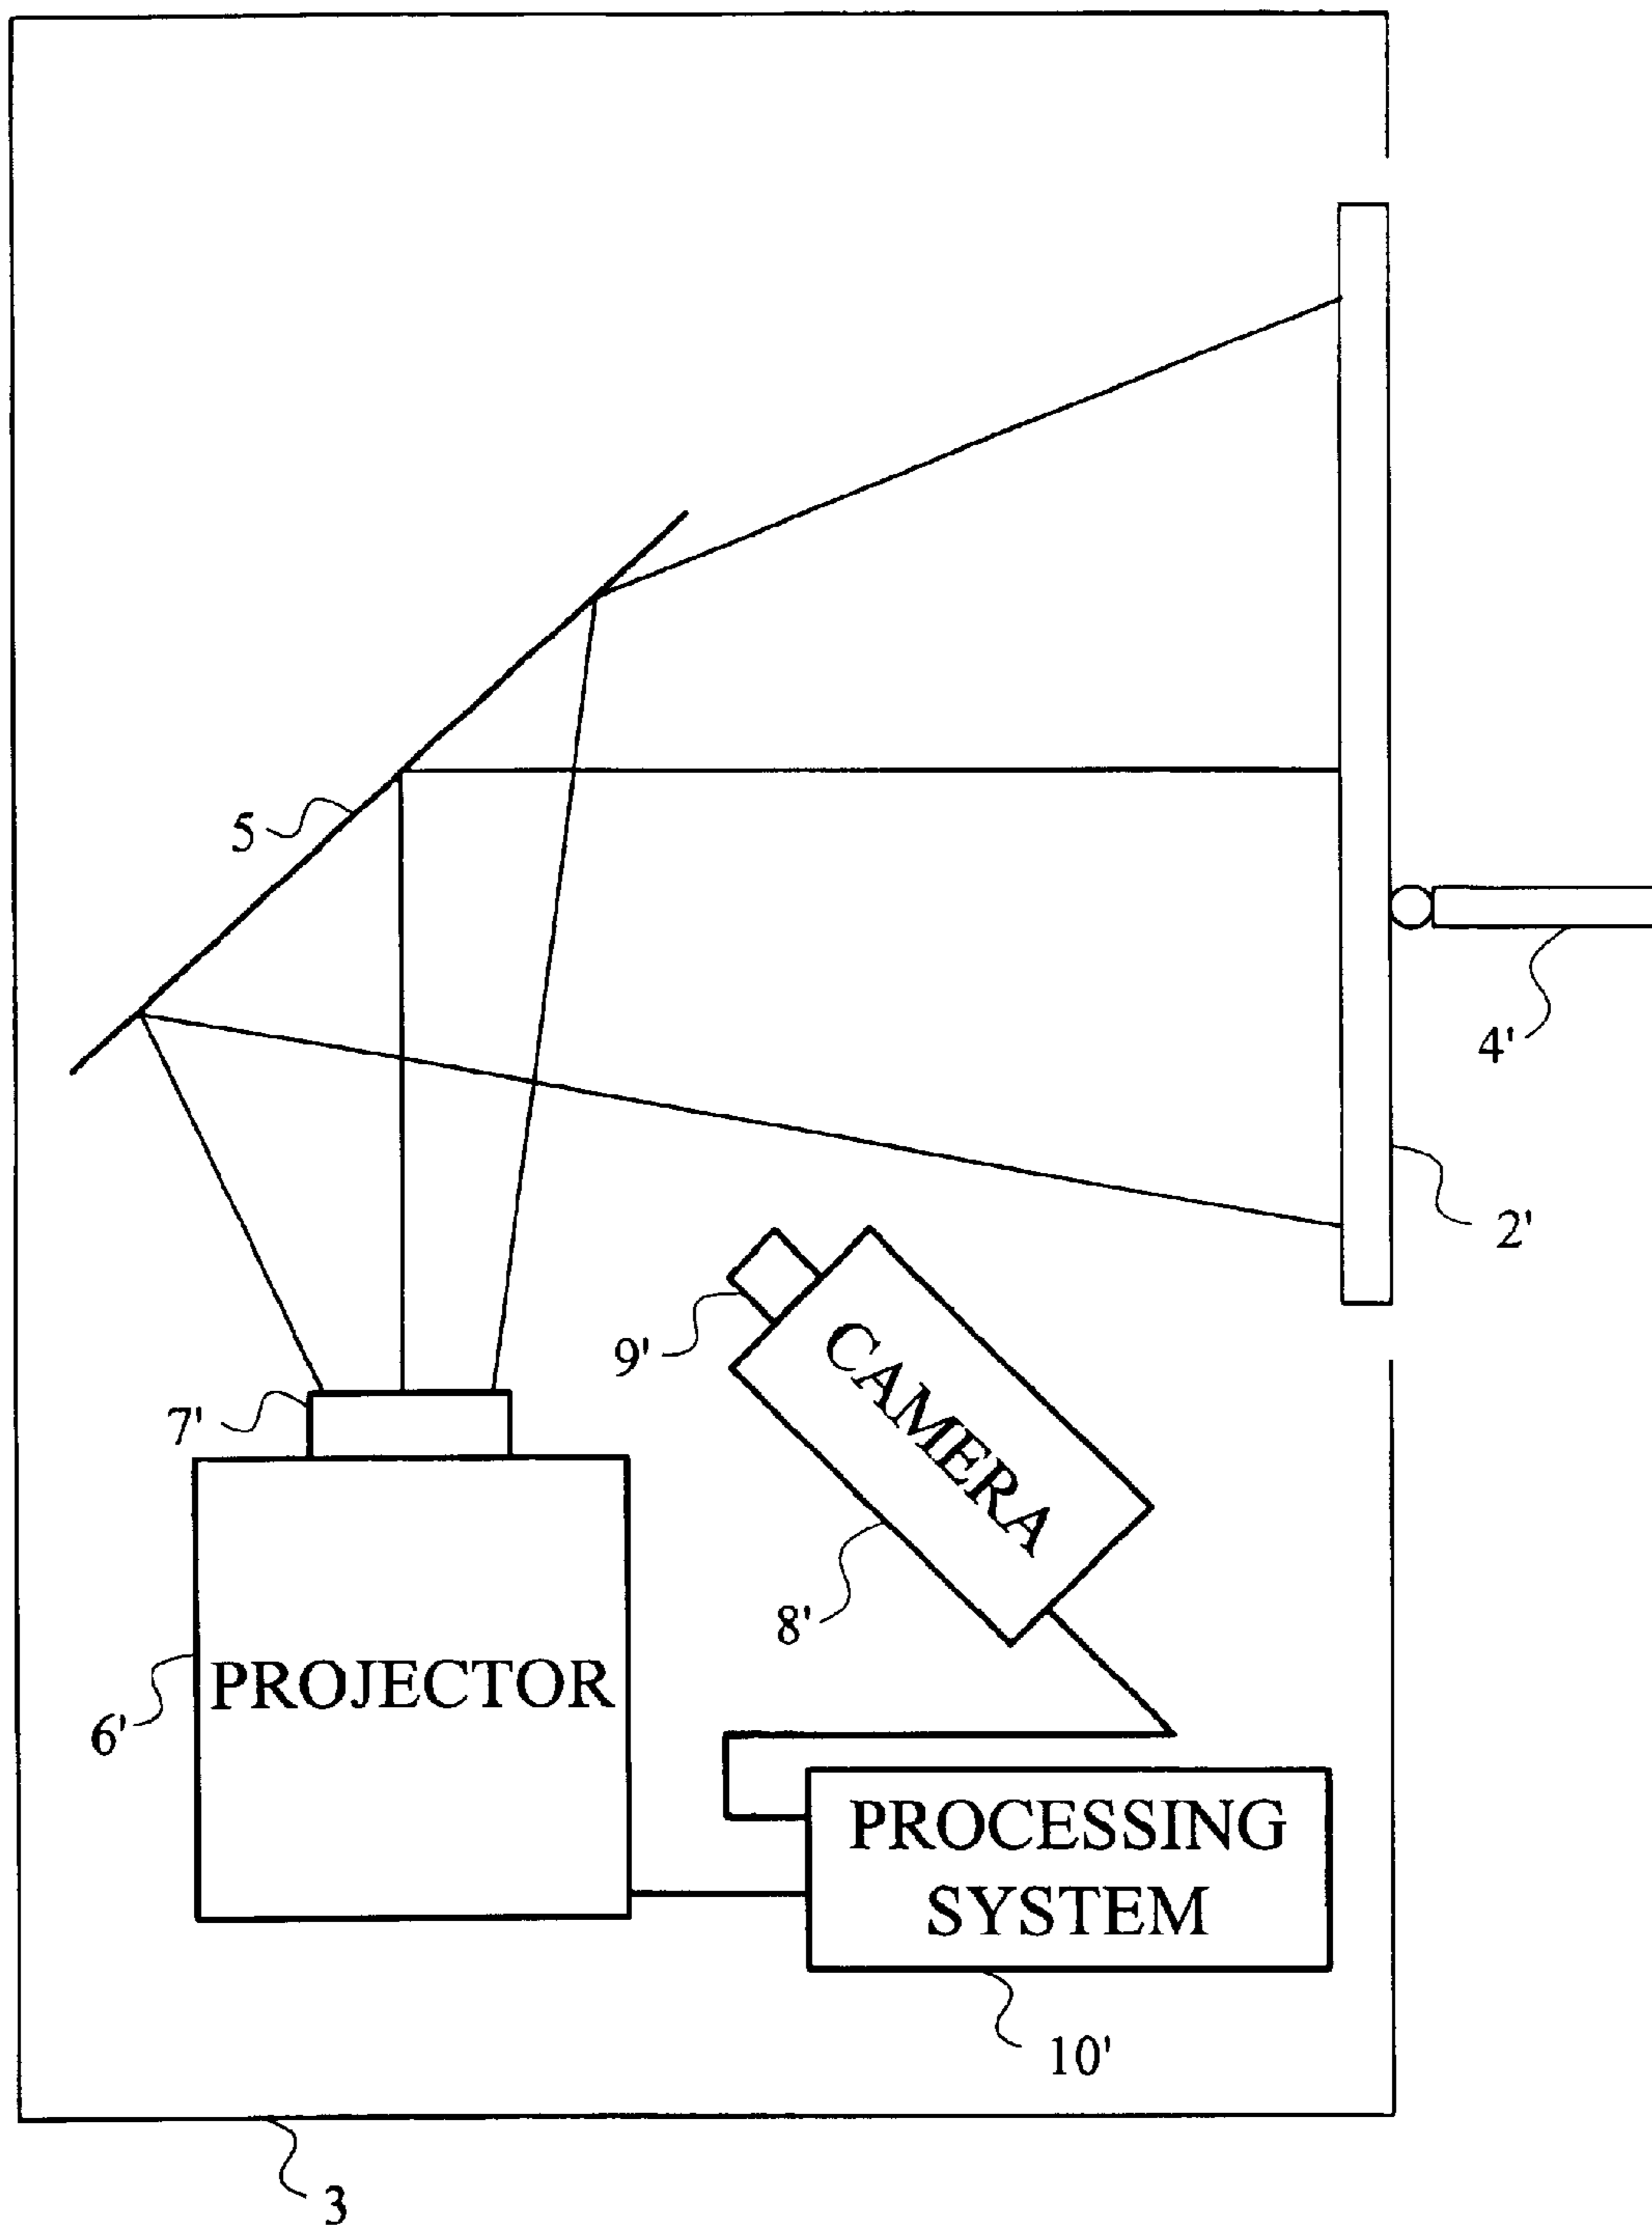 5
4'
2'
9'
CAMERA
7'
8'
PROJECTOR
6'
PROCESSING
SYSTEM
10'
3